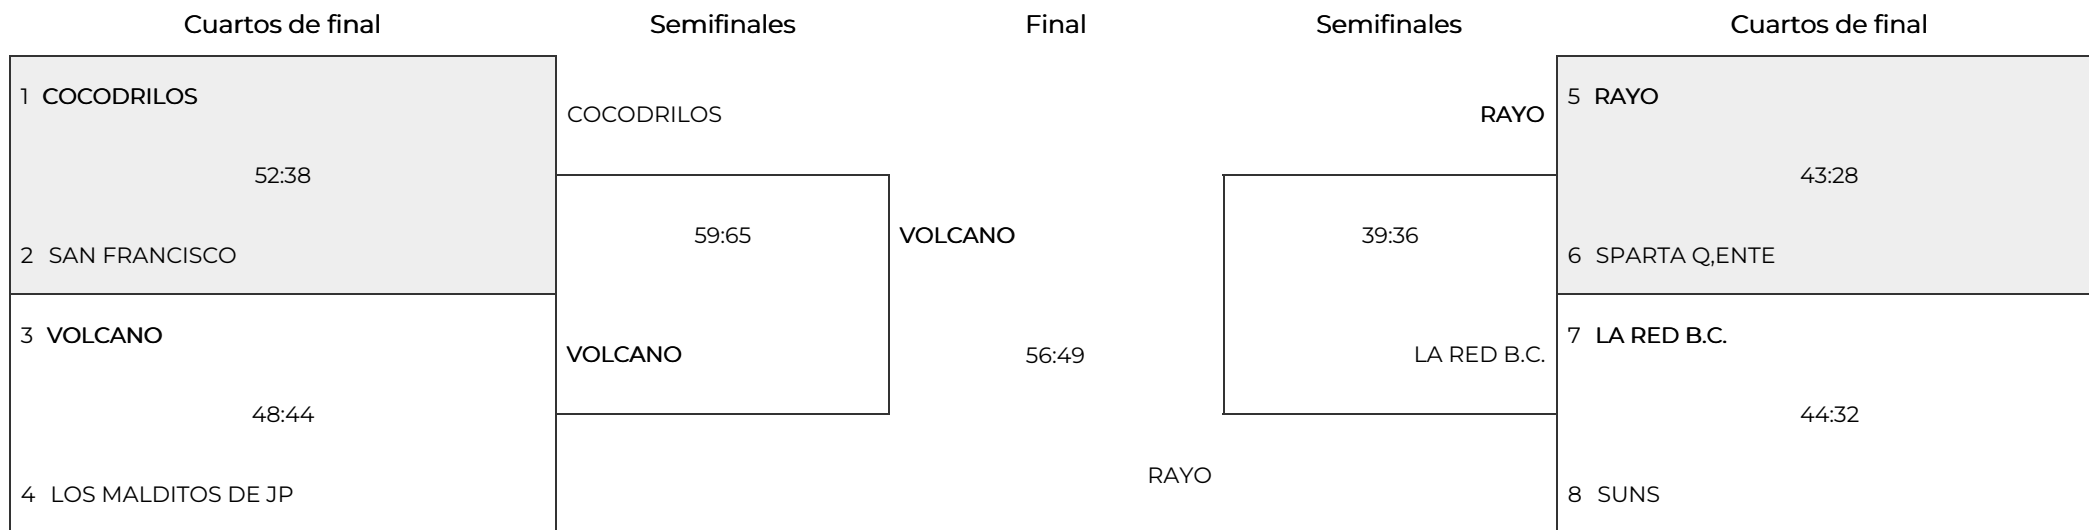 Cuartos de final
Semifinales
Final
Semifinales
Cuartos de final
1 COCODRILOS
52:38
2 SAN FRANCISCO
3 VOLCANO
48:44
4 LOS MALDITOS DE JP
COCODRILOS
59:65
VOLCANO
VOLCANO
56:49
RAYO
RAYO
39:36
LA RED B.C.
5 RAYO
43:28
6 SPARTA Q,ENTE
7 LA RED B.C.
44:32
8 SUNS